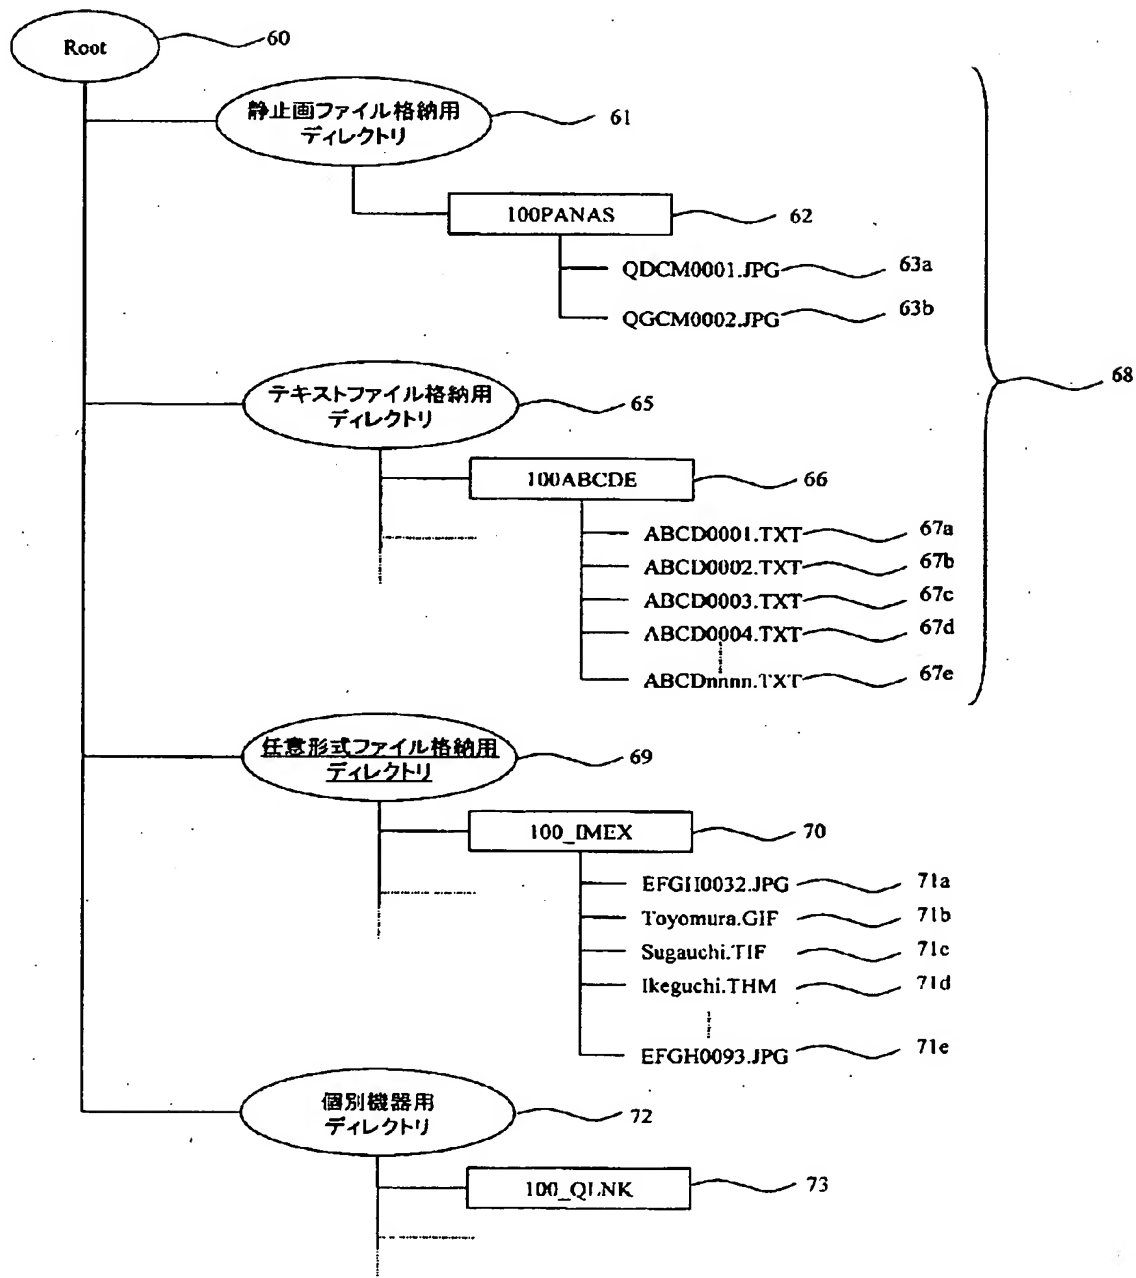 Root
60
静止画ファイル格納用
ディレクトリ
61
100PANAS
62
QDCM0001.JPG
63a
QGCM0002.JPG
63b
68
テキストファイル格納用
ディレクトリ
65
100ABCDE
66
ABCD0001.TXT
67a
ABCD0002.TXT
67b
ABCD0003.TXT
67c
ABCD0004.TXT
67d
ABCDnnnn.TXT
67e
任意形式ファイル格納用
ディレクトリ
69
100_IMEX
70
EFGH0032.JPG
71a
Toyomura.GIF
71b
Sugauchi.TIF
71c
Ikeguchi.THM
71d
EFGH0093.JPG
71e
個別機器用
ディレクトリ
72
100_QLNK
73